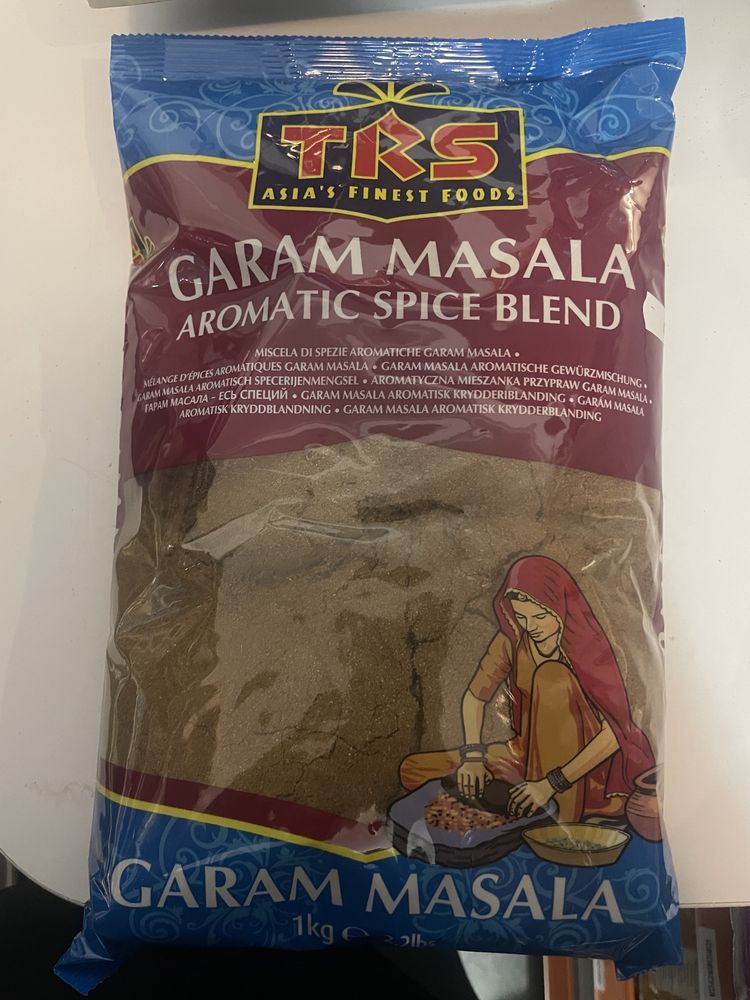 TRS
ASIA'S FINEST FOODS
GARAM MASALA
AROMATIC SPICE BLEND
MISCELA DI SPEZIE AROMATICHE GARAM MASALA •
MÉLANGE D'ÉPICES AROMATIQUES GARAM MASALA • GARAM MASALA AROMATISCHE GEWÜRZMISCHUNG •
GARAM MASALA AROMATISCH SPECERIJENMENGSEL • AROMATYCZNA MIESZANKA PRZYPRAW GARAM MASALA •
ГАРАМ МАСАЛА - ЕСЬ СПЕЦИЙ • GARAM MASALA AROMATISK KRYDDERIBLANDING • GARAM MASALA
AROMATISK KRYDDBLANDNING • GARAM MASALA AROMATISK KRYDDERBLANDING
GARAM MASALA
1kg e 2.2lbs